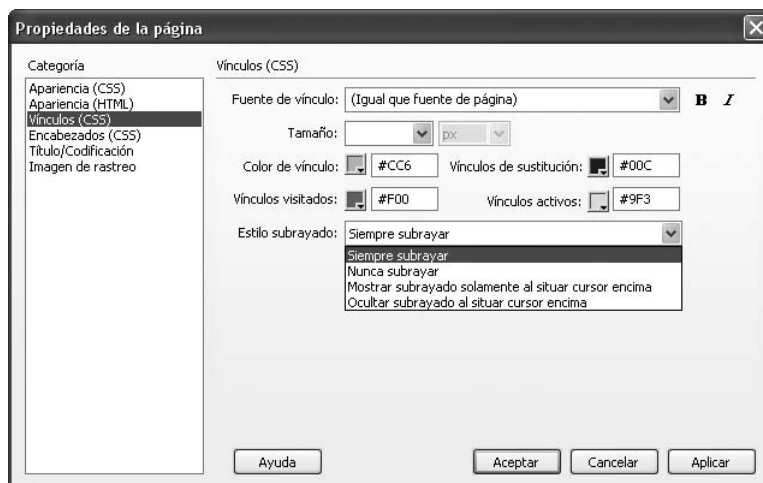 Propiedades de la página
Categoría
Apariencia (CSS)
Apariencia (HTML)
Vínculos (CSS)
Encabezados (CSS)
Título/Codificación
Imagen de rastreo
Vínculos (CSS)
Fuente de vínculo: (Igual que fuente de página) B I
Tamaño: px
Color de vínculo: #CC6 Vínculos de sustitución: #00C
Vínculos visitados: #F00 Vínculos activos: #9F3
Estilo subrayado: Siempre subrayar
Siempre subrayar
Nunca subrayar
Mostrar subrayado solamente al situar cursor encima
Ocultar subrayado al situar cursor encima
Ayuda Aceptar Cancelar Aplicar